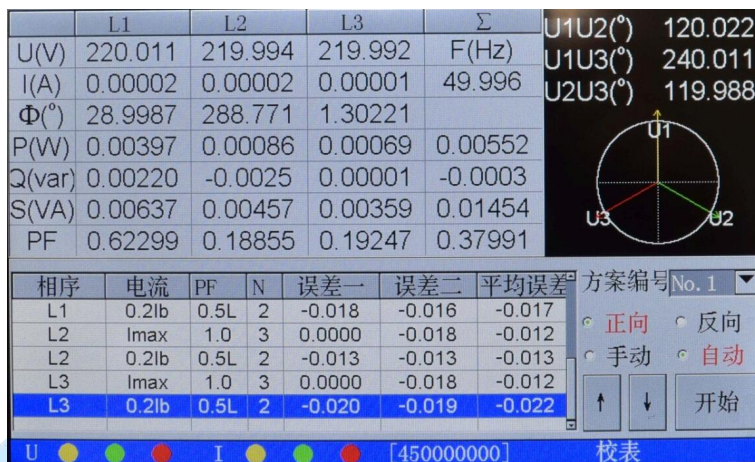 L1 L2 L3 Σ
U(V) 220.011 219.994 219.992 F(Hz)
I(A) 0.00002 0.00002 0.00001 49.996
Φ(°) 28.9987 288.771 1.30221
P(W) 0.00397 0.00086 0.00069 0.00552
Q(var) 0.00220 -0.0025 0.00001 -0.0003
S(VA) 0.00637 0.00457 0.00359 0.01454
PF 0.62299 0.18855 0.19247 0.37991
U1U2(°) 120.022
U1U3(°) 240.011
U2U3(°) 119.988
U1
U3 U2
相序 电流 PF N 误差一 误差二 平均误差
L1 0.2Ib 0.5L 2 -0.018 -0.016 -0.017
L2 Imax 1.0 3 0.0000 -0.018 -0.012
L2 0.2Ib 0.5L 2 -0.013 -0.013 -0.013
L3 Imax 1.0 3 0.0000 -0.018 -0.012
L3 0.2Ib 0.5L 2 -0.020 -0.019 -0.022
方案编号 No.1
正向 反向
手动 自动
↑ ↓ 开始
U I [450000000] 校表